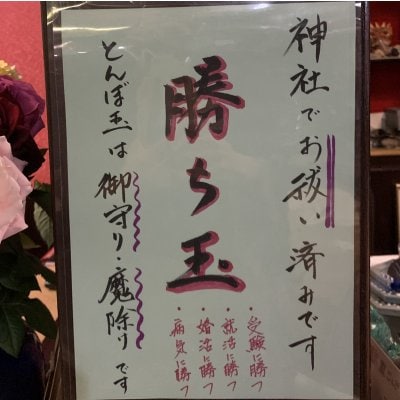 神社でお祓い済みです
勝ち玉
・受験に勝つ
・就活に勝つ
・婚活に勝つ
・病気に勝つ
とんぼ玉は御守り・魔除りです